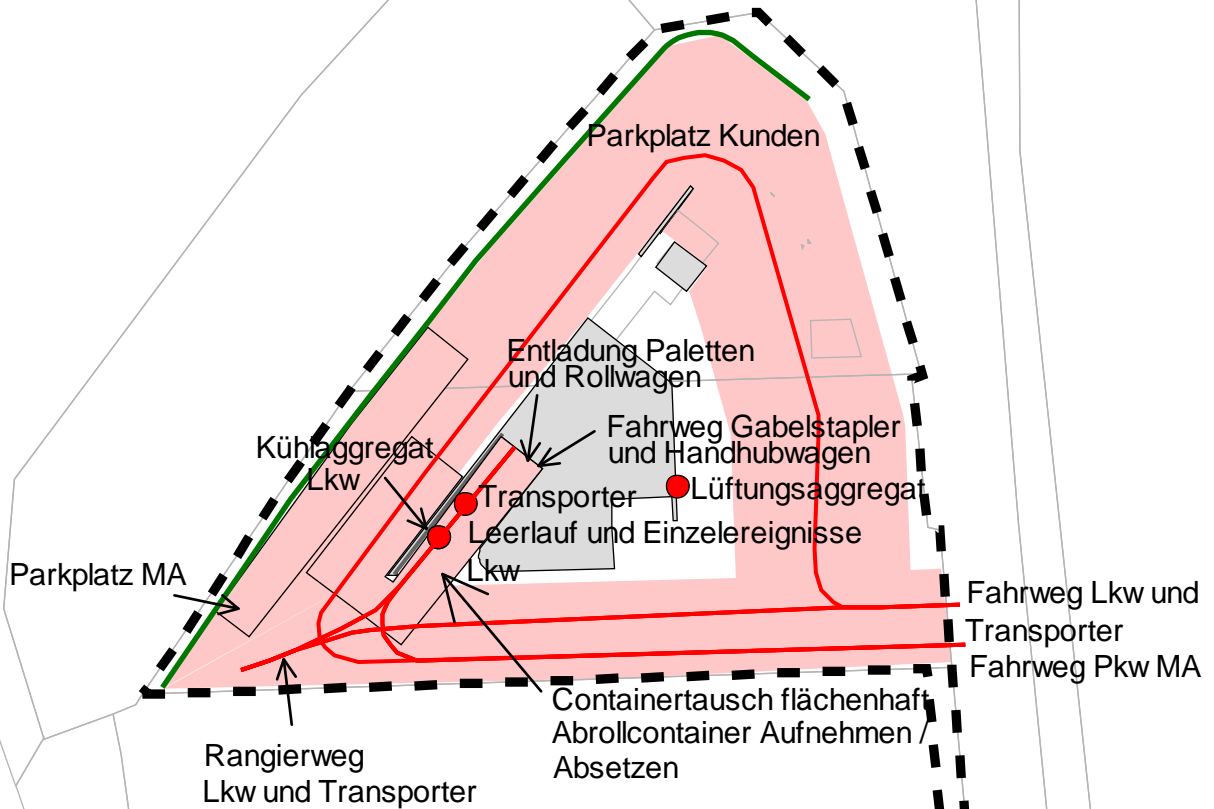 Parkplatz Kunden
Entladung Paletten
und Rollwagen
Fahrweg Gabelstapler
und Handhubwagen
Kühlaggregat
Lkw
Transporter
Lüftungsaggregat
Leerlauf und Einzelereignisse
Lkw
Parkplatz MA
Fahrweg Lkw und
Transporter
Fahrweg Pkw MA
Containertausch flächenhaft
Abrollcontainer Aufnehmen /
Absetzen
Rangierweg
Lkw und Transporter